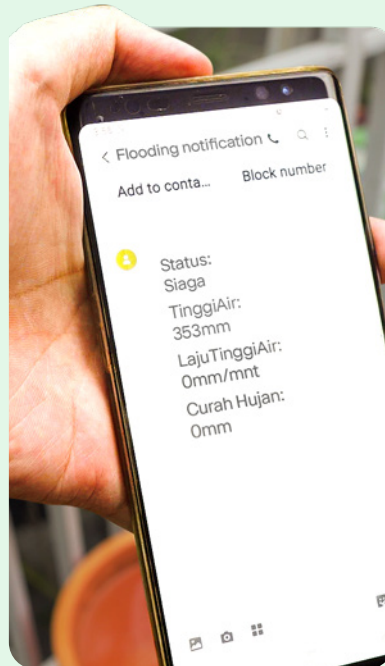 Flooding notification
Add to conta... Block number
Status:
Siaga
TinggiAir:
353mm
LajuTinggiAir:
0mm/mnt
Curah Hujan:
0mm